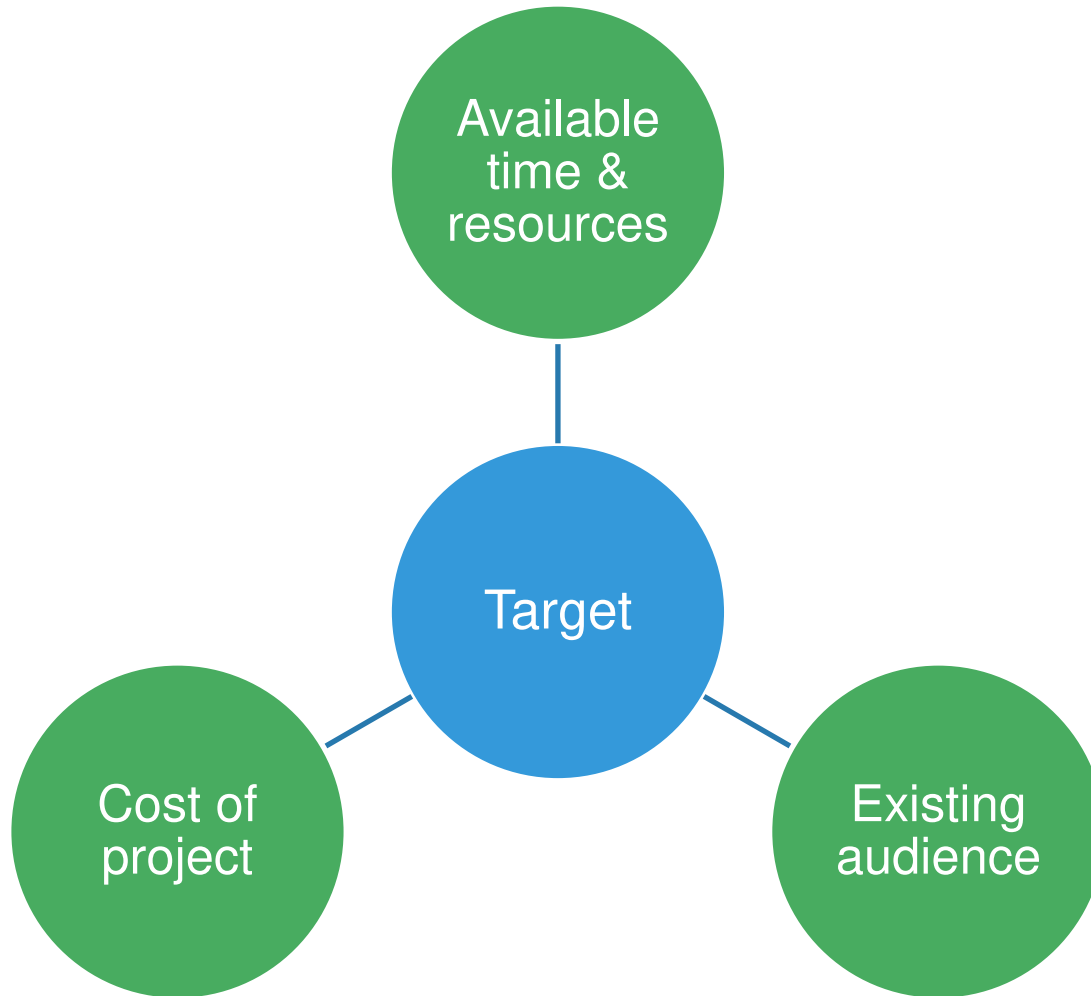 Available
time &
resources
Target
Cost of
project
Existing
audience